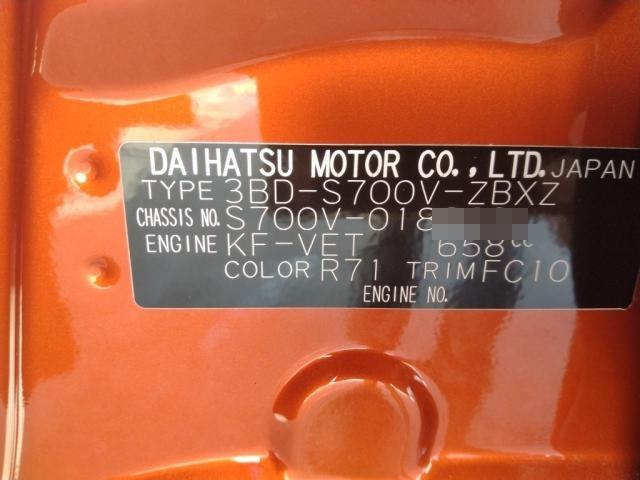 DAIHATSU MOTOR CO., LTD. JAPAN
TYPE 3BD-S700V-ZBXZ
CHASSIS NO. S700V-018
ENGINE KF-VET 658cc
COLOR R71 TRIM FC10
ENGINE NO.